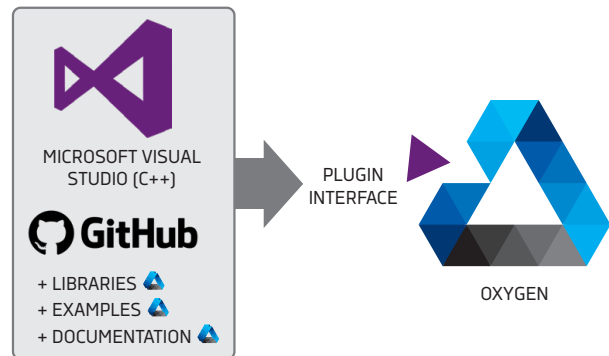 MICROSOFT VISUAL
STUDIO (C++)
GitHub
+ LIBRARIES
+ EXAMPLES
+ DOCUMENTATION
PLUGIN
INTERFACE
OXYGEN